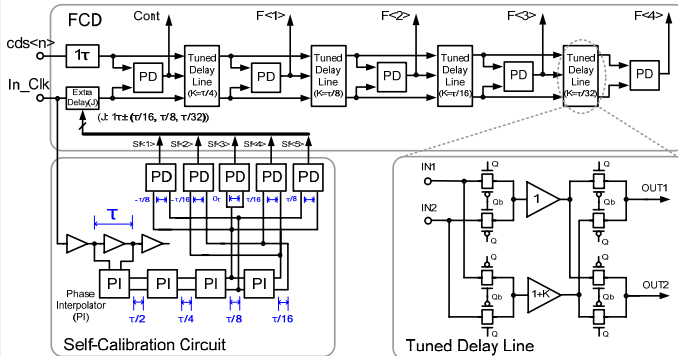 FCD
Cont
F<1>
F<2>
F<3>
F<4>
cds<n>
1τ
PD
Tuned
Delay
Line
(K=τ/4)
PD
Tuned
Delay
Line
(K=τ/8)
PD
Tuned
Delay
Line
(K=τ/16)
PD
Tuned
Delay
Line
(K=τ/32)
PD
In_Clk
Extra
Delay(J)
(J: 1τ±(τ/16, τ/8, τ/32))
Sf<1>
Sf<2>
Sf<3>
Sf<4>
Sf<5>
PD
PD
PD
PD
PD
-τ/8
-τ/16
0τ
τ/16
τ/8
τ
PI
PI
PI
PI
Phase
Interpolator
(PI)
τ/2
τ/4
τ/8
τ/16
Self-Calibration Circuit
IN1
IN2
Q
Qb
Q
1
Q
Qb
Q
OUT1
Q
Qb
Q
1+K
Q
Qb
Q
OUT2
Tuned Delay Line